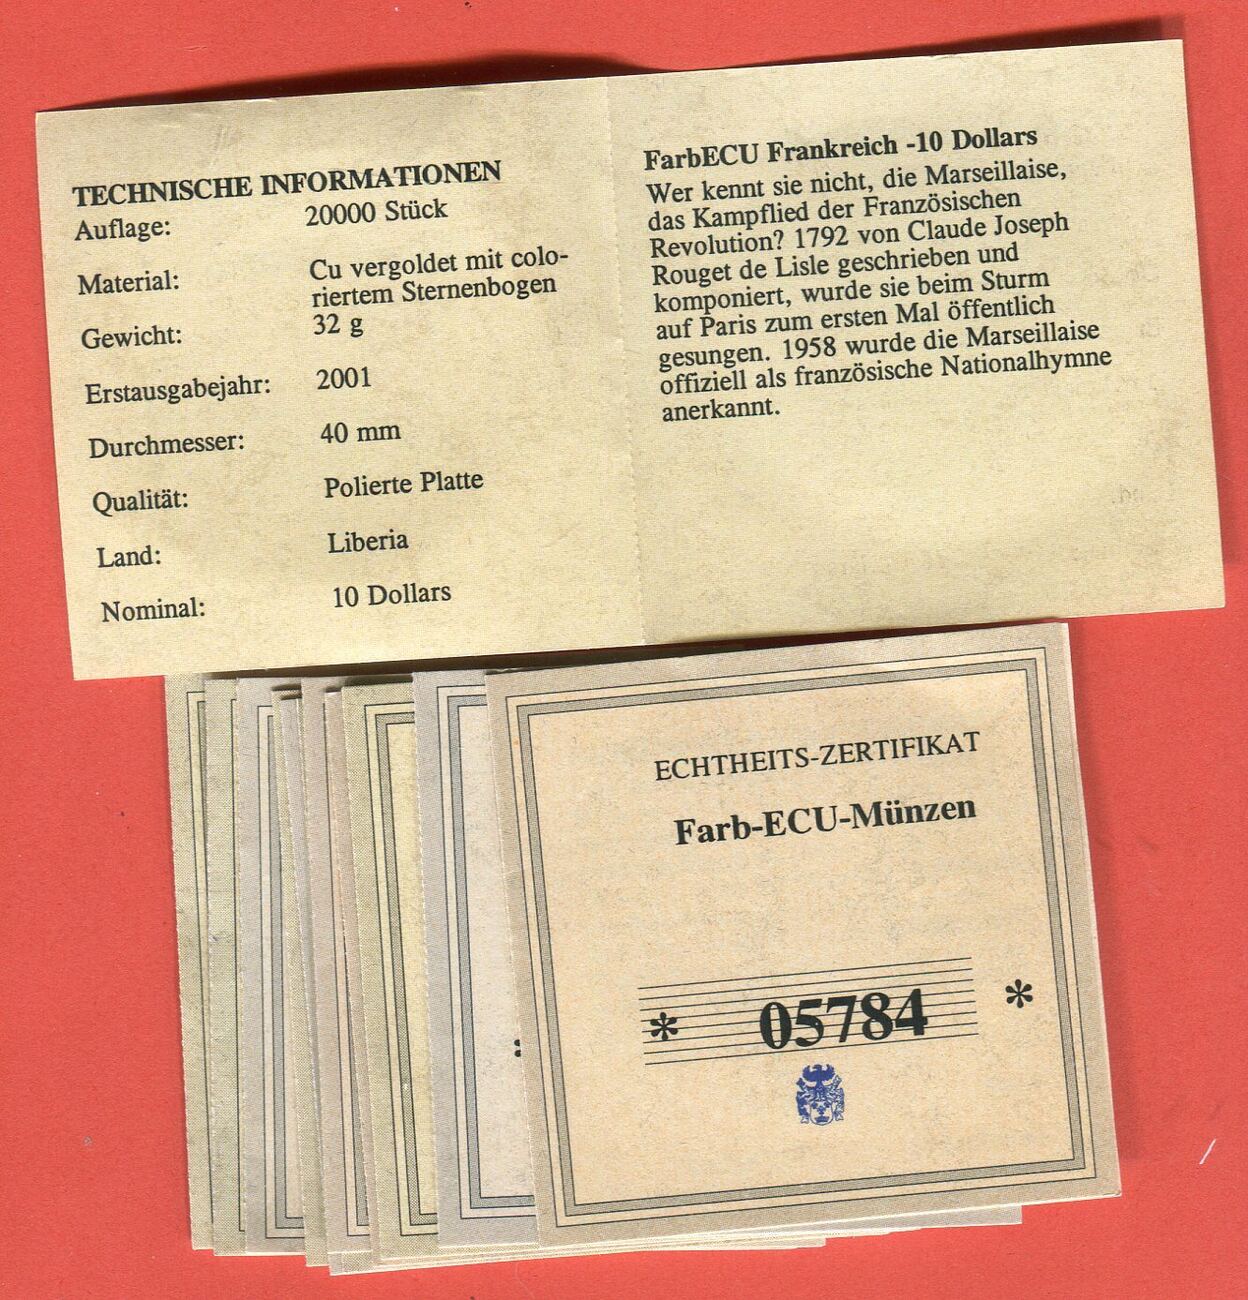 TECHNISCHE INFORMATIONEN
Auflage: 20000 Stück
Material: Cu vergoldet mit colo-
riertem Sternenbogen
Gewicht: 32 g
Erstausgabejahr: 2001
Durchmesser: 40 mm
Qualität: Polierte Platte
Land: Liberia
Nominal: 10 Dollars
FarbECU Frankreich -10 Dollars
Wer kennt sie nicht, die Marseillaise,
das Kampflied der Französischen
Revolution? 1792 von Claude Joseph
Rouget de Lisle geschrieben und
komponiert, wurde sie beim Sturm
auf Paris zum ersten Mal öffentlich
gesungen. 1958 wurde die Marseillaise
offiziell als französische Nationalhymne
anerkannt.
ECHTHEITS-ZERTIFIKAT
Farb-ECU-Münzen
* 05784 *